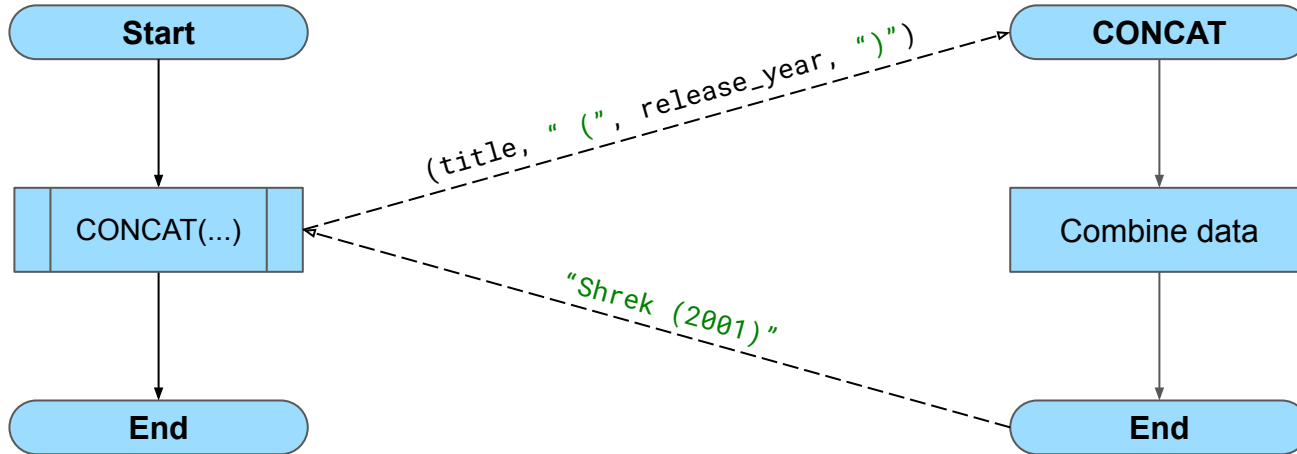 Start
CONCAT
(title, “ (”, release_year, “)”)
CONCAT(...)
Combine data
“Shrek (2001)”
End
End